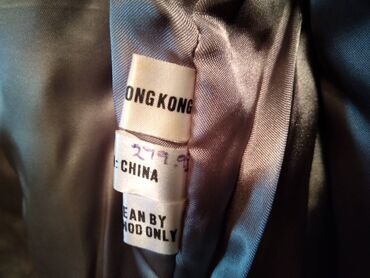 ONG KONG
279.9
: CHINA
EAN BY
HOD ONLY